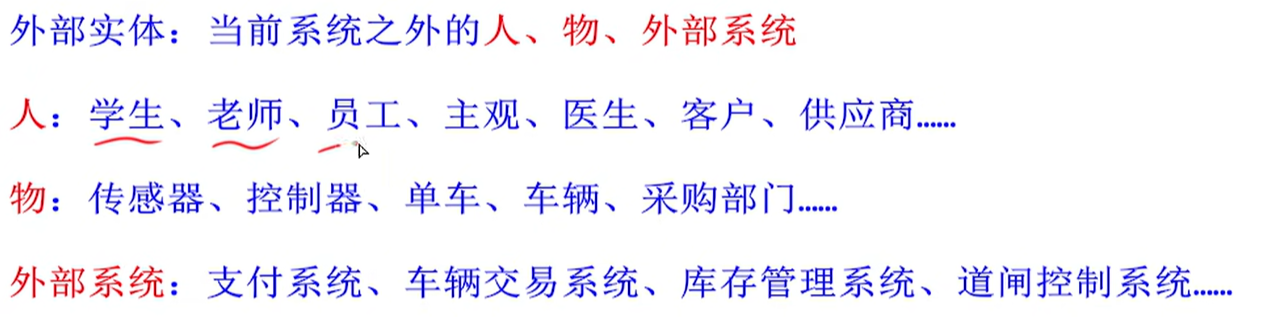 外部实体：当前系统之外的人、物、外部系统
人：学生、老师、员工、主观、医生、客户、供应商......
物：传感器、控制器、单车、车辆、采购部门......
外部系统：支付系统、车辆交易系统、库存管理系统、道闸控制系统......